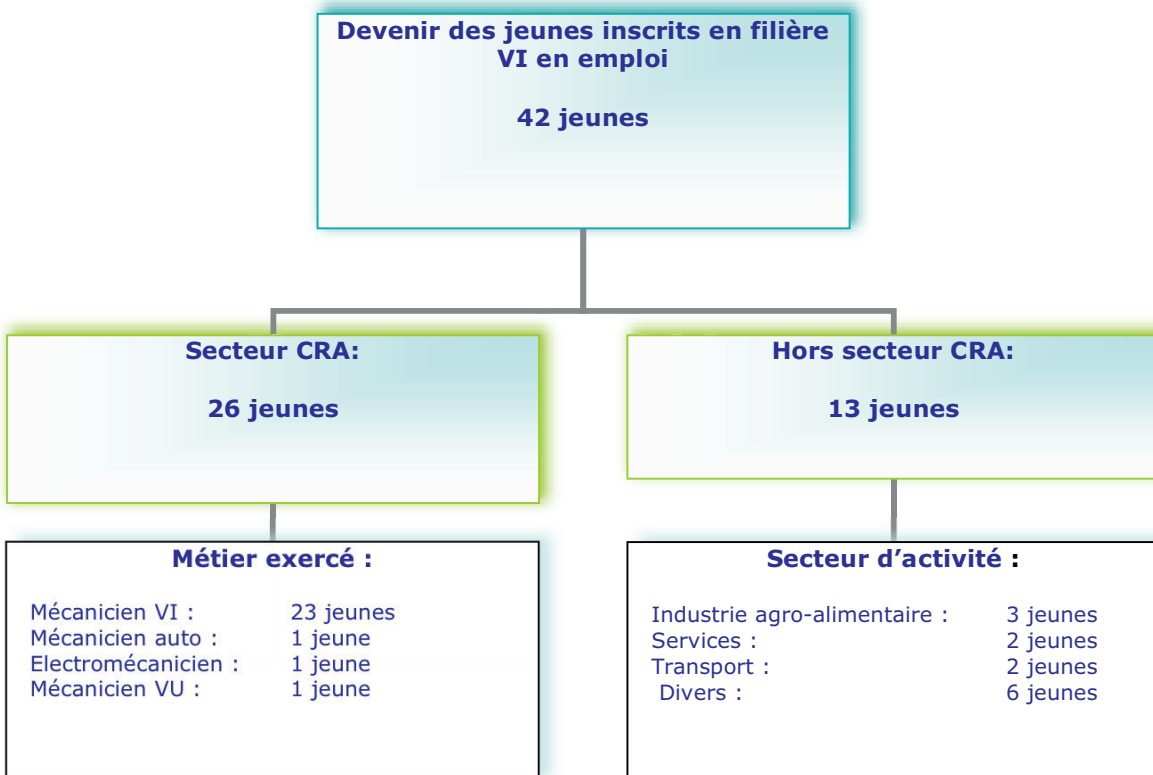 Devenir des jeunes inscrits en filière
VI en emploi
42 jeunes
Secteur CRA:
26 jeunes
Hors secteur CRA:
13 jeunes
Métier exercé :
Mécanicien VI : 23 jeunes
Mécanicien auto : 1 jeune
Electromécanicien : 1 jeune
Mécanicien VU : 1 jeune
Secteur d’activité :
Industrie agro-alimentaire : 3 jeunes
Services : 2 jeunes
Transport : 2 jeunes
Divers : 6 jeunes